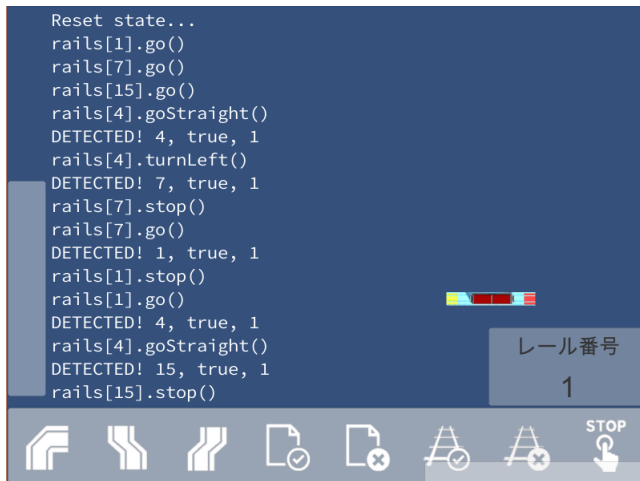 Reset state...
rails[1].go()
rails[7].go()
rails[15].go()
rails[4].goStraight()
DETECTED! 4, true, 1
rails[4].turnLeft()
DETECTED! 7, true, 1
rails[7].stop()
rails[7].go()
DETECTED! 1, true, 1
rails[1].stop()
rails[1].go()
DETECTED! 4, true, 1
rails[4].goStraight()
DETECTED! 15, true, 1
rails[15].stop()
レール番号
1
STOP